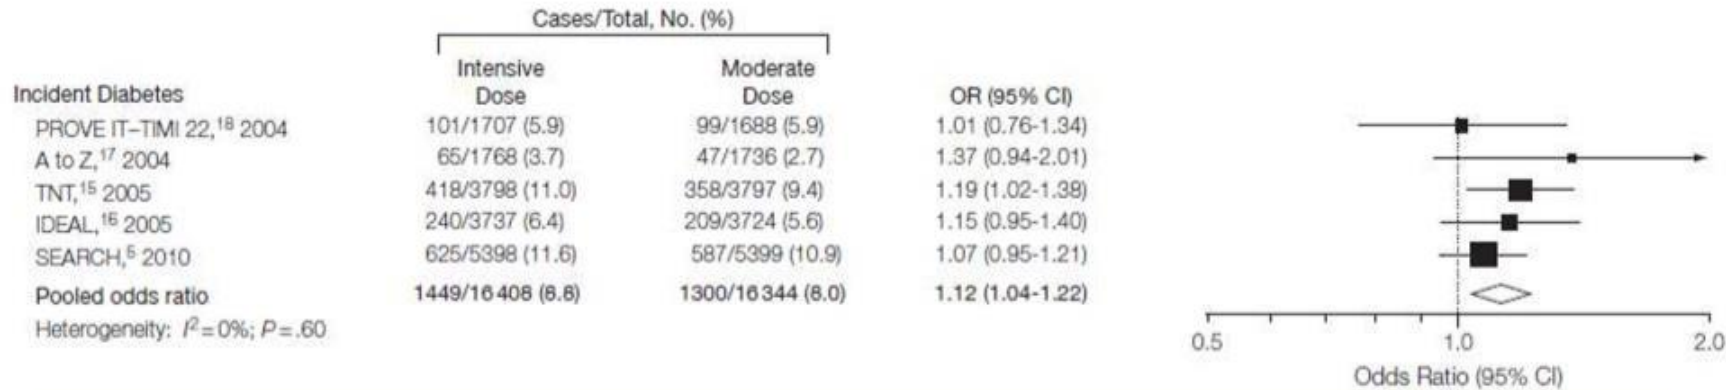 Cases/Total, No. (%)
Incident Diabetes Intensive Dose Moderate Dose OR (95% CI)
PROVE IT–TIMI 22,18 2004 101/1707 (5.9) 99/1688 (5.9) 1.01 (0.76-1.34)
A to Z,17 2004 65/1768 (3.7) 47/1736 (2.7) 1.37 (0.94-2.01)
TNT,15 2005 418/3798 (11.0) 358/3797 (9.4) 1.19 (1.02-1.38)
IDEAL,16 2005 240/3737 (6.4) 209/3724 (5.6) 1.15 (0.95-1.40)
SEARCH,5 2010 625/5398 (11.6) 587/5399 (10.9) 1.07 (0.95-1.21)
Pooled odds ratio 1449/16 408 (8.8) 1300/16 344 (8.0) 1.12 (1.04-1.22)
Heterogeneity: I2=0%; P=.60
0.5 1.0 2.0
Odds Ratio (95% CI)